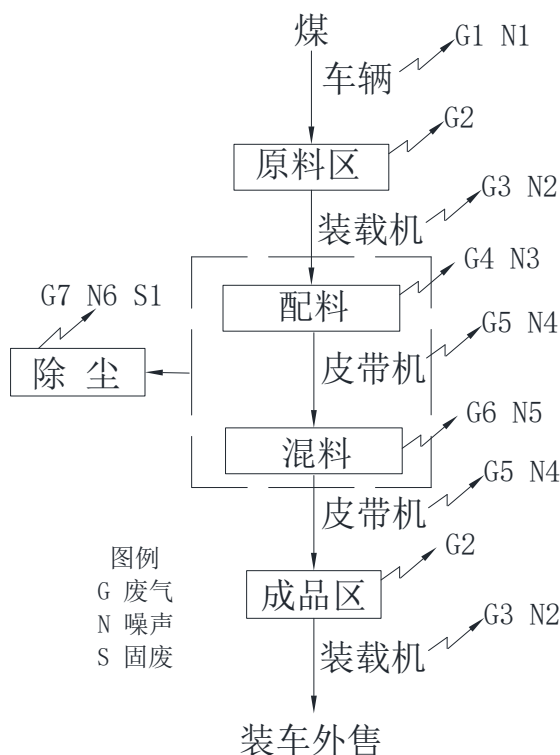 煤
G1 N1
车辆
G2
原料区
G3 N2
装载机
G4 N3
G7 N6 S1
配料
G5 N4
除 尘
皮带机
G6 N5
混料
G5 N4
皮带机
图例
G2
G 废气
成品区
N 噪声
G3 N2
S 固废
装载机
装车外售